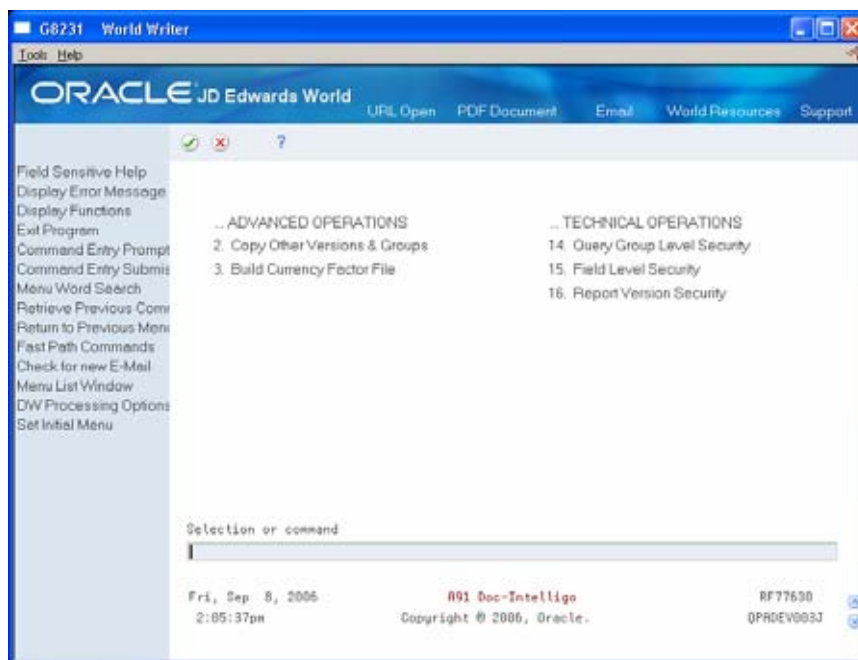 G8231 World Writer
Tools Help
ORACLE JD Edwards World
URL Open PDF Document Email World Resources Support
Field Sensitive Help
Display Error Message
Display Functions
Exit Program
Command Entry Prompt
Command Entry Submis
Menu Word Search
Retrieve Previous Com
Return to Previous Menu
Fast Path Commands
Check for new E-Mail
Menu List Window
DW Processing Options
Set Initial Menu
... ADVANCED OPERATIONS
2. Copy Other Versions & Groups
3. Build Currency Factor File
... TECHNICAL OPERATIONS
14. Query Group Level Security
15. Field Level Security
16. Report Version Security
Selection or command
Fri, Sep 8, 2006 A91 Doc-Intelligo RF77630
2:05:37pm Copyright © 2006, Oracle. QPADEV003J